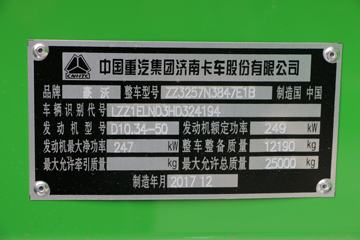 CNHTC 中国重汽集团济南卡车股份有限公司
品牌 豪沃 整车型号 ZZ3257N3847E1B 制造国 中国
车辆识别代号 LZZ1ELND3HD324194
发动机型号 D10.34-50 发动机额定功率 249 kW
发动机最大净功率 247 kW 整车整备质量 12190 kg
最大允许牵引质量 kg 最大允许总质量 25000 kg
制造年月 2017.12